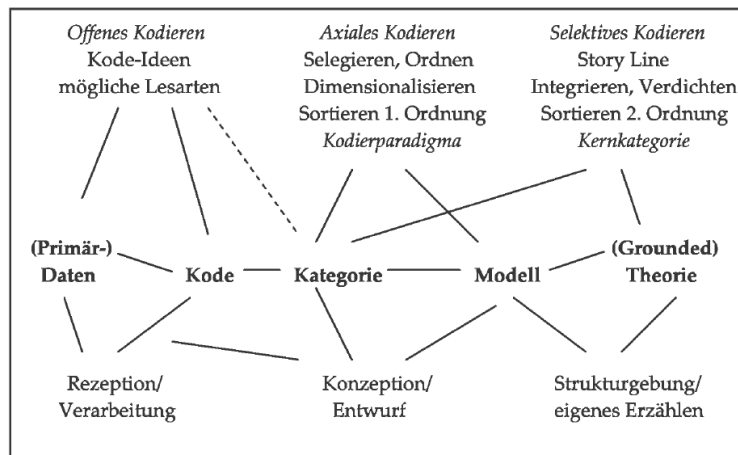 Offenes Kodieren
Kode-Ideen
mögliche Lesarten
Axiales Kodieren
Selegieren, Ordnen
Dimensionalisieren
Sortieren 1. Ordnung
Kodierparadigma
Selektives Kodieren
Story Line
Integrieren, Verdichten
Sortieren 2. Ordnung
Kernkategorie
(Primär-)
Daten
Kode
Kategorie
Modell
(Grounded)
Theorie
Rezeption/
Verarbeitung
Konzeption/
Entwurf
Strukturgebung/
eigenes Erzählen